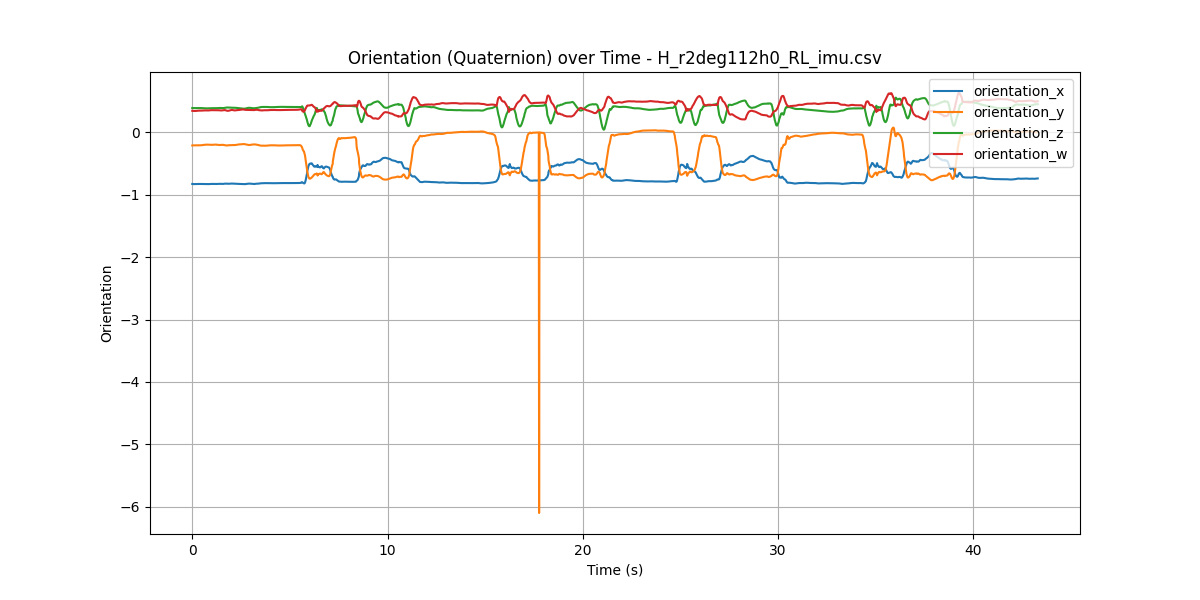 Orientation (Quaternion) over Time - H_r2deg112h0_RL_imu.csv
orientation_x
orientation_y
orientation_z
orientation_w
Orientation
0
−1
−2
−3
−4
−5
−6
0 10 20 30 40
Time (s)